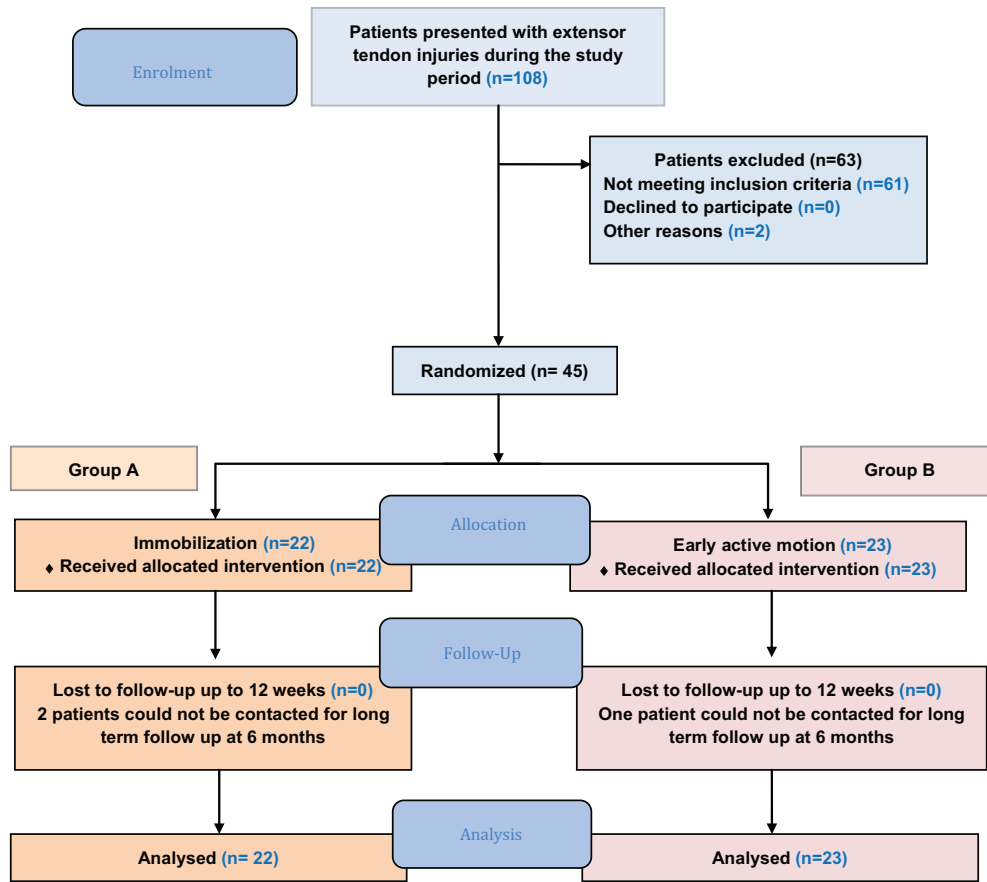 Enrolment
Patients presented with extensor
tendon injuries during the study
period (n=108)
Patients excluded (n=63)
Not meeting inclusion criteria (n=61)
Declined to participate (n=0)
Other reasons (n=2)
Randomized (n= 45)
Group A
Group B
Allocation
Immobilization (n=22)
♦ Received allocated intervention (n=22)
Early active motion (n=23)
♦ Received allocated intervention (n=23)
Follow-Up
Lost to follow-up up to 12 weeks (n=0)
2 patients could not be contacted for long
term follow up at 6 months
Lost to follow-up up to 12 weeks (n=0)
One patient could not be contacted for long
term follow up at 6 months
Analysis
Analysed (n= 22)
Analysed (n=23)